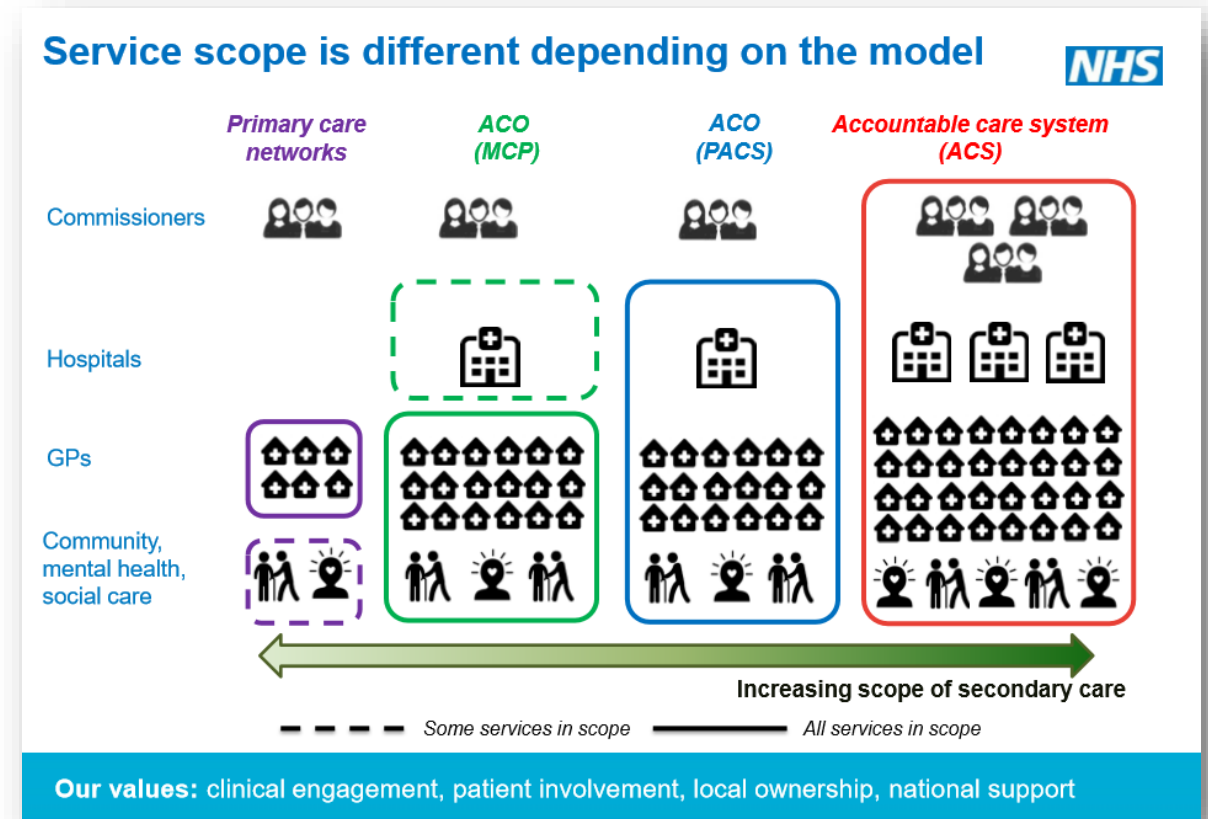 Service scope is different depending on the model
NHS
Primary care
networks
ACO
(MCP)
ACO
(PACS)
Accountable care system
(ACS)
Commissioners
Hospitals
GPs
Community,
mental health,
social care
Increasing scope of secondary care
Some services in scope
All services in scope
Our values: clinical engagement, patient involvement, local ownership, national support